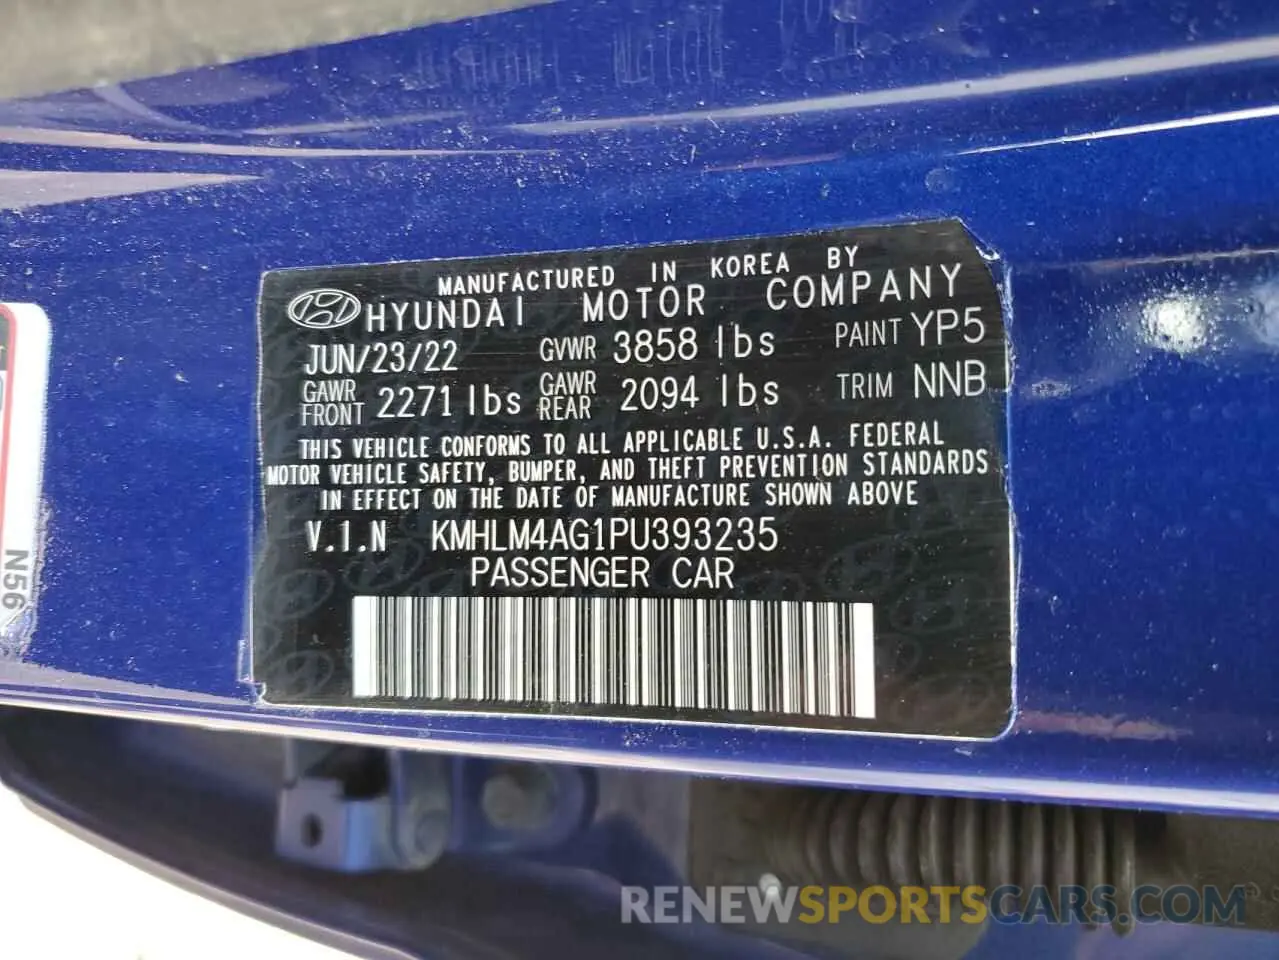 MANUFACTURED IN KOREA BY
HYUNDAI MOTOR COMPANY
JUN/23/22 GVWR 3858 lbs PAINT YP5
GAWR FRONT 2271 lbs GAWR REAR 2094 lbs TRIM NNB
THIS VEHICLE CONFORMS TO ALL APPLICABLE U.S.A. FEDERAL
MOTOR VEHICLE SAFETY, BUMPER, AND THEFT PREVENTION STANDARDS
IN EFFECT ON THE DATE OF MANUFACTURE SHOWN ABOVE
V.I.N KMHLM4AG1PU393235
PASSENGER CAR
N56
RENEWSPORTSCARS.COM